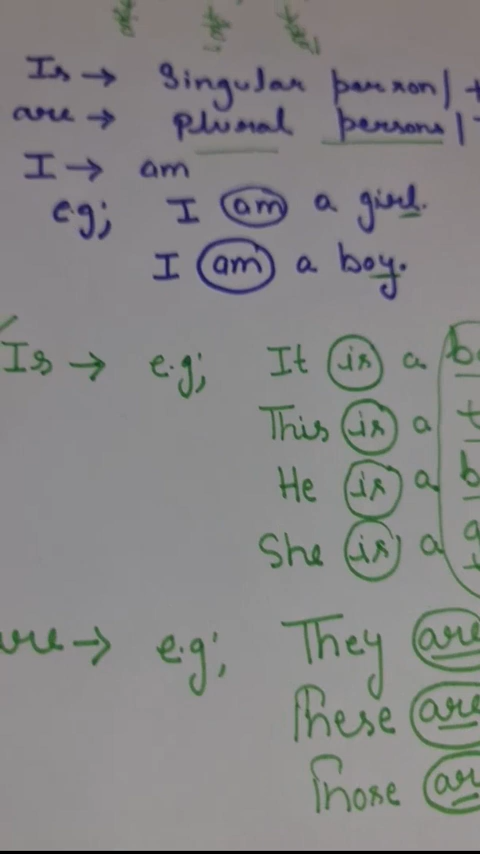 Is → Singular person/
are → plural persons/
I → am
e.g; I am a girl.
I am a boy.
Is → e.g; It is a
This is a
He is a
She is a
are → e.g; They are
These are
Those are